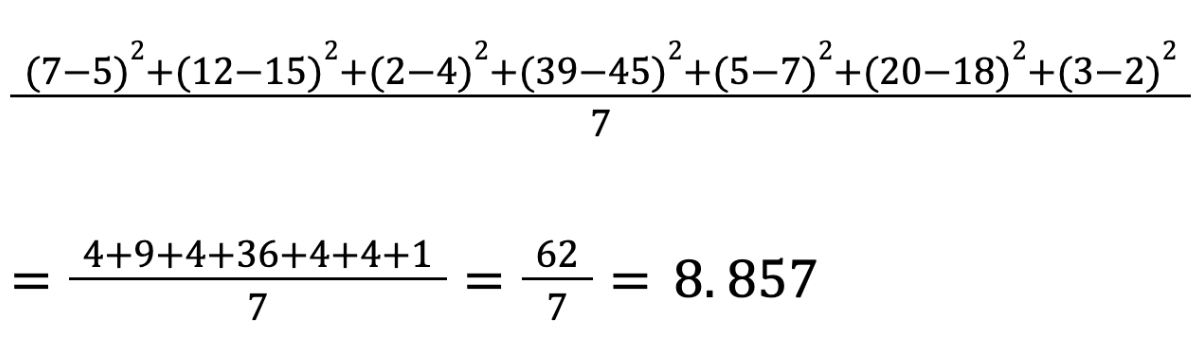 (7−5)²+(12−15)²+(2−4)²+(39−45)²+(5−7)²+(20−18)²+(3−2)²
7
= 4+9+4+36+4+4+1 / 7 = 62 / 7 = 8.857